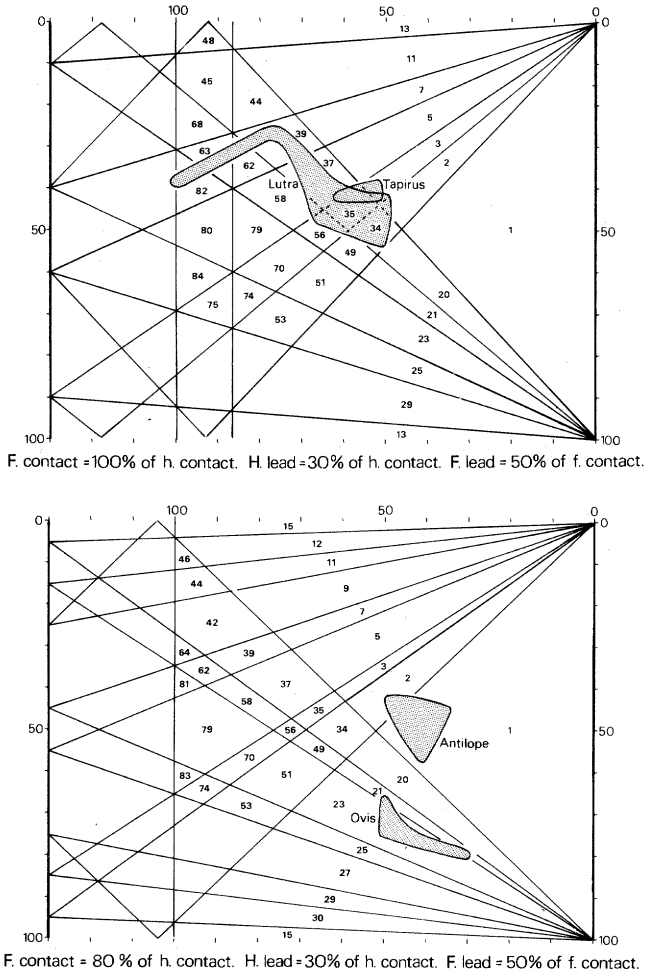 100 50 0
0
48 13
45 11
44 7
68 39 5
63 37 3
62 2
Lutra Tapirus
82 58
35
80 79 56 34 1
50 50
49
84 70
74 51 20
75 53 21
23
25
29
100 13 100
F. contact = 100% of h. contact. H. lead = 30% of h. contact. F. lead = 50% of f. contact.
100 50 0
0 15 0
12
46 11
44 9
7
42 5
64 39
62 3
81 37 2
58
35
50 79 56 34 1 50
49 Antilope
70
83 51 20
74 21
53 23
Ovis
25
27
29
30
100 15 100
F. contact = 80 % of h. contact. H. lead = 30% of h. contact. F. lead = 50% of f. contact.